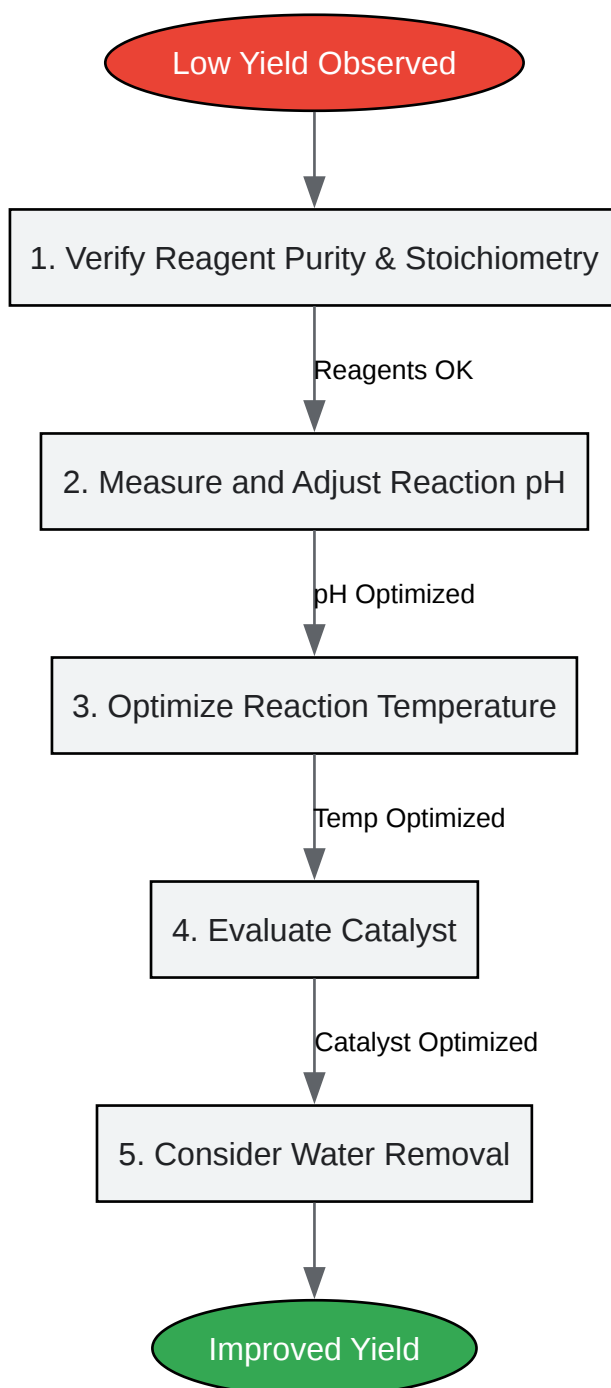 Low Yield Observed
1. Verify Reagent Purity & Stoichiometry
Reagents OK
2. Measure and Adjust Reaction pH
pH Optimized
3. Optimize Reaction Temperature
Temp Optimized
4. Evaluate Catalyst
Catalyst Optimized
5. Consider Water Removal
Improved Yield